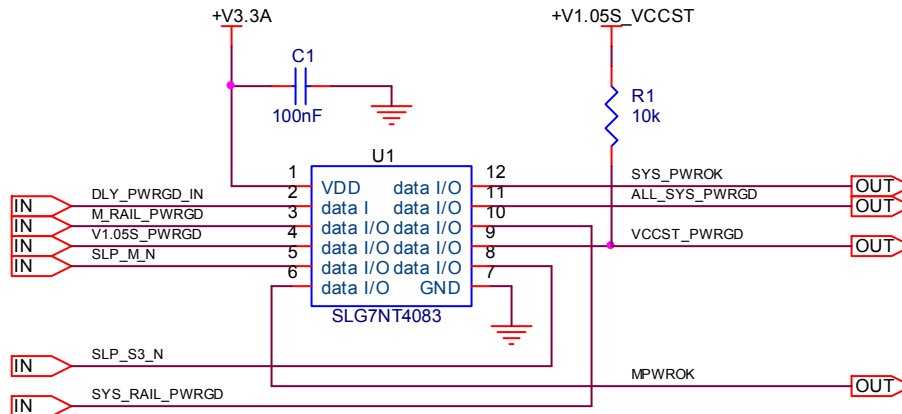 +V3.3A +V1.05S_VCCST
C1
100nF
R1
10k
U1
1 VDD data I/O 12 SYS_PWROK OUT
IN DLY_PWRGD_IN 2 data I data I/O 11 ALL_SYS_PWRGD OUT
IN M_RAIL_PWRGD 3 data I/O data I/O 10
IN V1.05S_PWRGD 4 data I/O data I/O 9 VCCST_PWRGD OUT
IN SLP_M_N 5 data I/O data I/O 8
6 data I/O GND 7
SLG7NT4083
IN SLP_S3_N
MPWROK OUT
IN SYS_RAIL_PWRGD